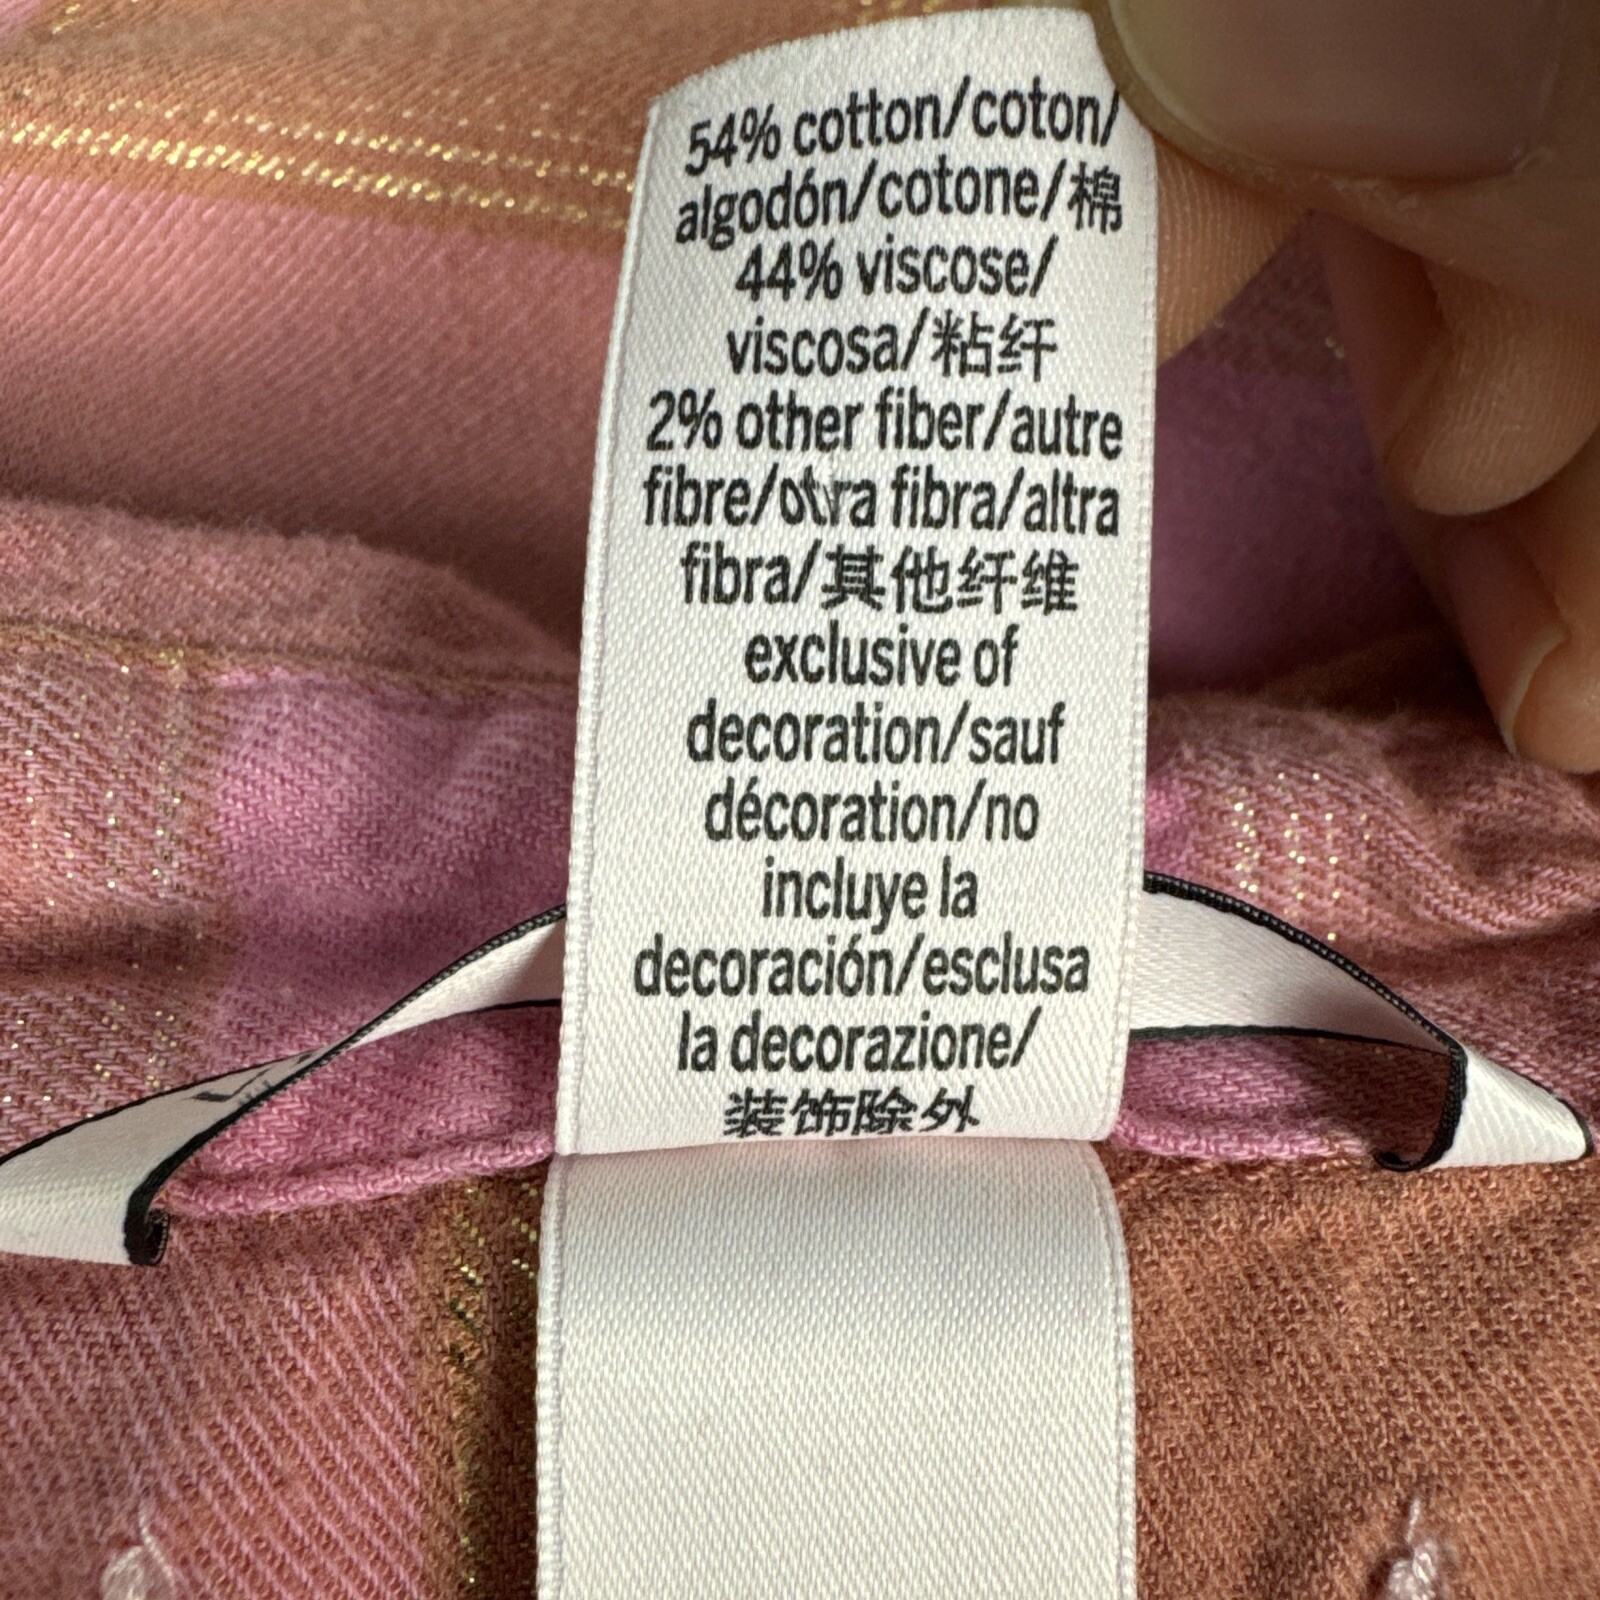 54% cotton/coton/
algodón/cotone/棉
44% viscose/
viscosa/粘纤
2% other fiber/autre
fibre/otra fibra/altra
fibra/其他纤维
exclusive of
decoration/sauf
décoration/no
incluye la
decoración/esclusa
la decorazione/
装饰除外